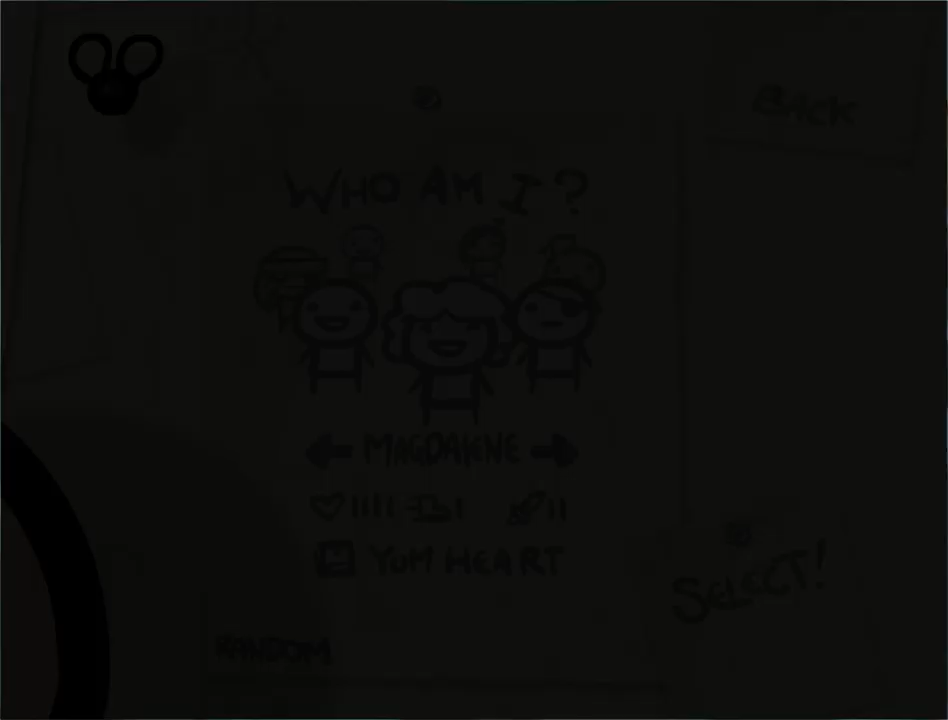 BACK
WHO AM I?
MAGDALENE
YUM HEART
SELECT!
RANDOM